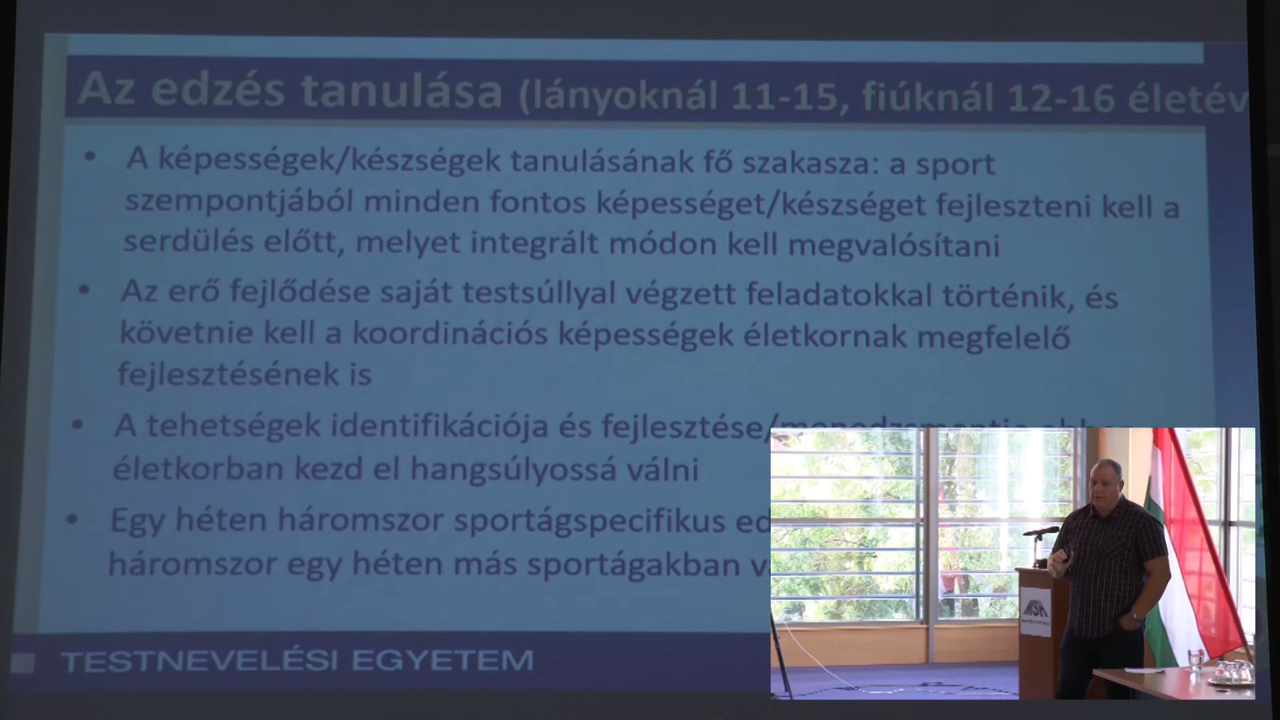 Az edzés tanulása (lányoknál 11-15, fiúknál 12-16 életév
• A képességek/készségek tanulásának fő szakasza: a sport
szempontjából minden fontos képességet/készséget fejleszteni kell a
serdülés előtt, melyet integrált módon kell megvalósítani
• Az erő fejlődése saját testsúllyal végzett feladatokkal történik, és
követnie kell a koordinációs képességek életkornak megfelelő
fejlesztésének is
• A tehetségek identifikációja és fejlesztése/
életkorban kezd el hangsúlyossá válni
• Egy héten háromszor sportágspecifikus
háromszor egy héten más sportágakban
TESTNEVELÉSI EGYETEM